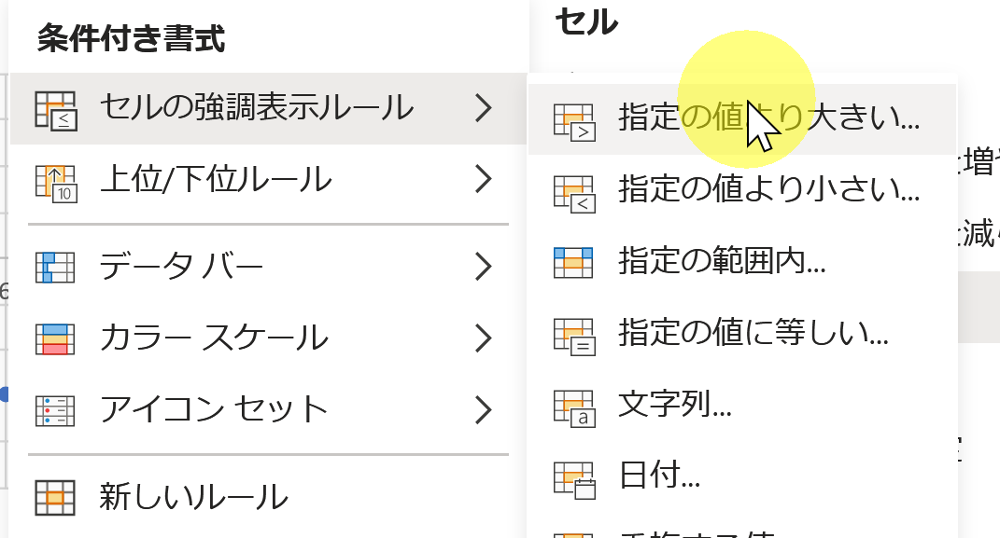 条件付き書式
セルの強調表示ルール
上位/下位ルール
データ バー
カラー スケール
アイコン セット
新しいルール
セル
指定の値より大きい...
指定の値より小さい...
指定の範囲内...
指定の値に等しい...
文字列...
日付...
増
減
6